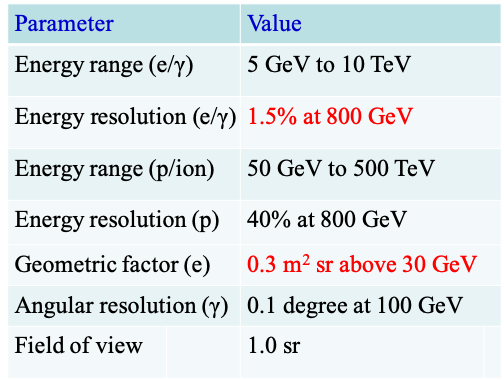 Parameter Value
Energy range (e/γ) 5 GeV to 10 TeV
Energy resolution (e/γ) 1.5% at 800 GeV
Energy range (p/ion) 50 GeV to 500 TeV
Energy resolution (p) 40% at 800 GeV
Geometric factor (e) 0.3 m² sr above 30 GeV
Angular resolution (γ) 0.1 degree at 100 GeV
Field of view 1.0 sr